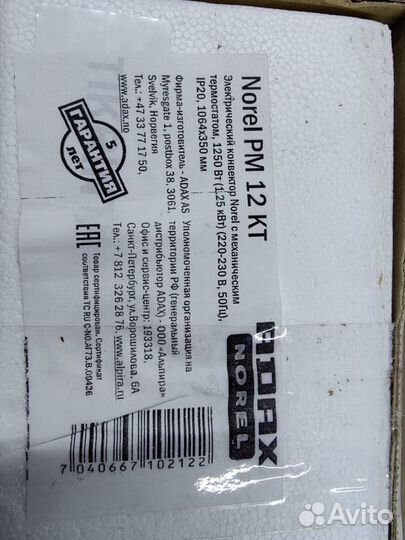 Norel PM 12 KT
Электрический конвектор Norel с механическим
термостатом, 1250 Вт (1,25 кВт) (220-230 В, 50Гц),
IP20, 1064x350 мм
Фирма-изготовитель - ADAX AS
Myresgate 1, postbox 38, 3061,
Svelvik, Норвегия
Тел.: +47 33 77 17 50,
www.adax.no
Уполномоченная организация на
территории РФ (генеральный
дистрибьютор ADAX) - ООО «Альпира»
Офис и сервис-центр: 193318,
Санкт-Петербург, ул.Ворошилова, 6А
Тел.: +7 812 326 28 76, www.alpira.ru
5
ГАРАНТИЯ
лет
ЕАС
Товар сертифицирован. Сертификат
соответствия ТС RU C-NO.АГ73.В.00426
ADAX
NOREL
7 040667 102122
Avito